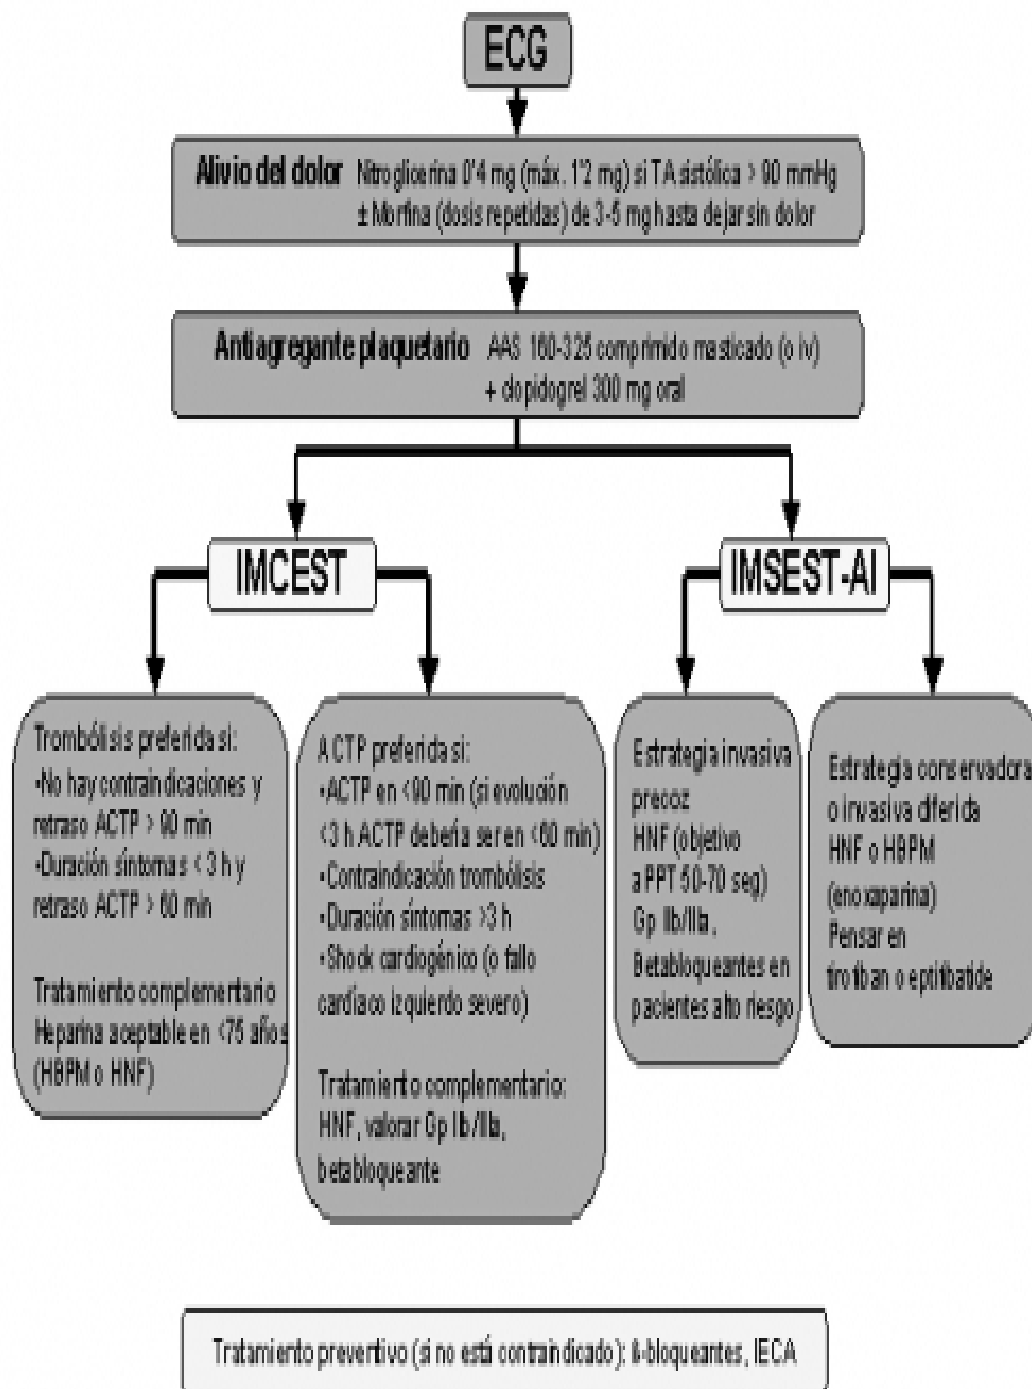 ECG
Alivio del dolor Nitroglicerina 0'4 mg (máx. 1'2 mg) si TA sistólica > 90 mmHg
± Morfina (dosis repetidas) de 3-5 mg hasta dejar sin dolor
Antiagregante plaquetario AAS 160-325 comprimido masticado (o iv)
+ clopidogrel 300 mg oral
IMCEST
IMSEST-AI
Trombólisis preferida si:
•No hay contraindicaciones y
retraso ACTP > 90 min
•Duración síntomas < 3 h y
retraso ACTP > 60 min
Tratamiento complementario
Heparina aceptable en <75 años
(HBPM o HNF)
ACTP preferida si:
•ACTP en <90 min (si evolución
<3 h ACTP debería ser en <60 min)
•Contraindicación trombólisis
•Duración síntomas >3 h
•Shock cardiogénico (o fallo
cardíaco izquierdo severo)
Tratamiento complementario:
HNF, valorar Gp IIb/IIIa,
betabloqueante
Estrategia invasiva
precoz
HNF (objetivo
aPPT 50-70 seg)
Gp IIb/IIIa,
Betabloqueantes en
pacientes alto riesgo
Estrategia conservadora
o invasiva diferida
HNF o HBPM
(enoxaparina)
Pensar en
tirofiban o eptifibatide
Tratamiento preventivo (si no está contraindicado): ß-bloqueantes, IECA